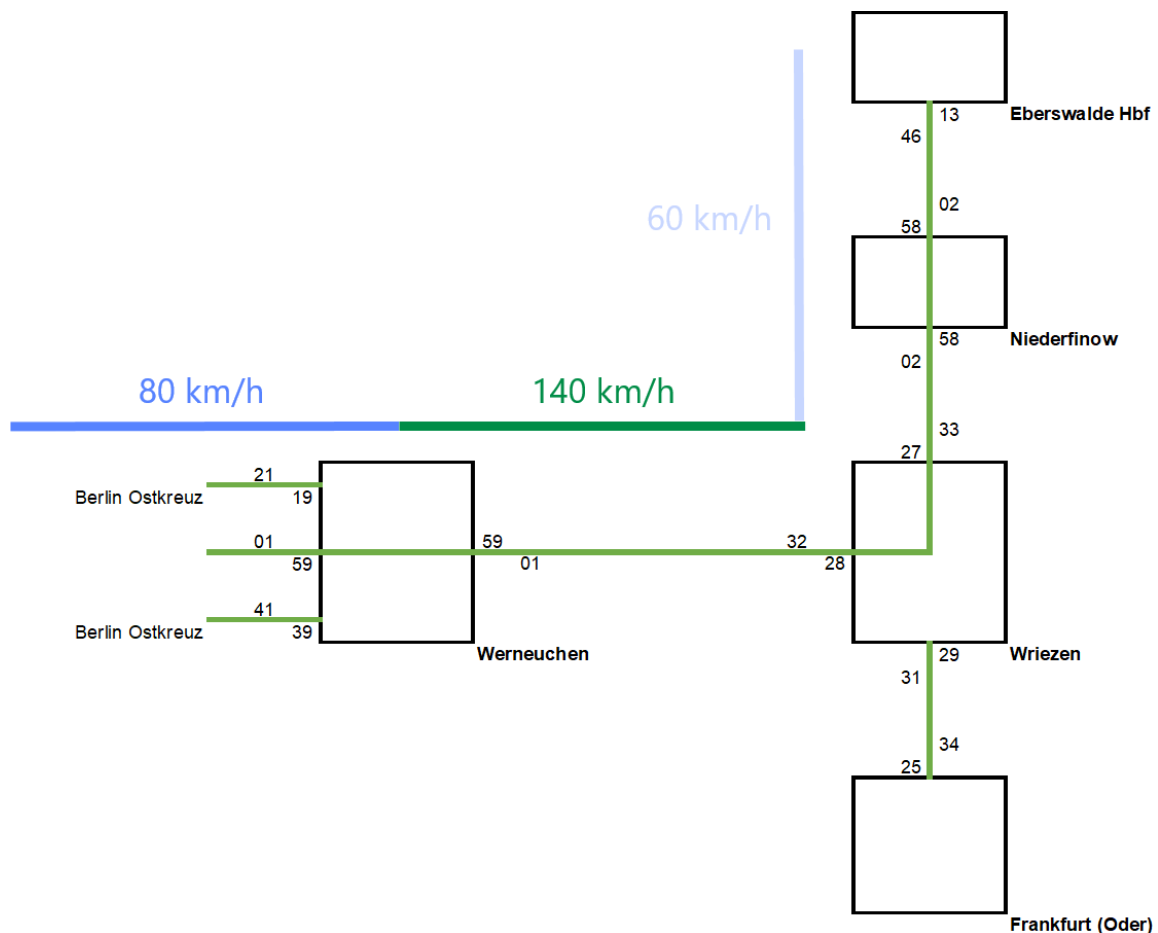 Eberswalde Hbf
13
46
02
58
60 km/h
Niederfinow
58
02
80 km/h
140 km/h
33
27
21
Berlin Ostkreuz
19
01
59
59
01
32
28
41
Berlin Ostkreuz
39
Werneuchen
Wriezen
29
31
34
25
Frankfurt (Oder)